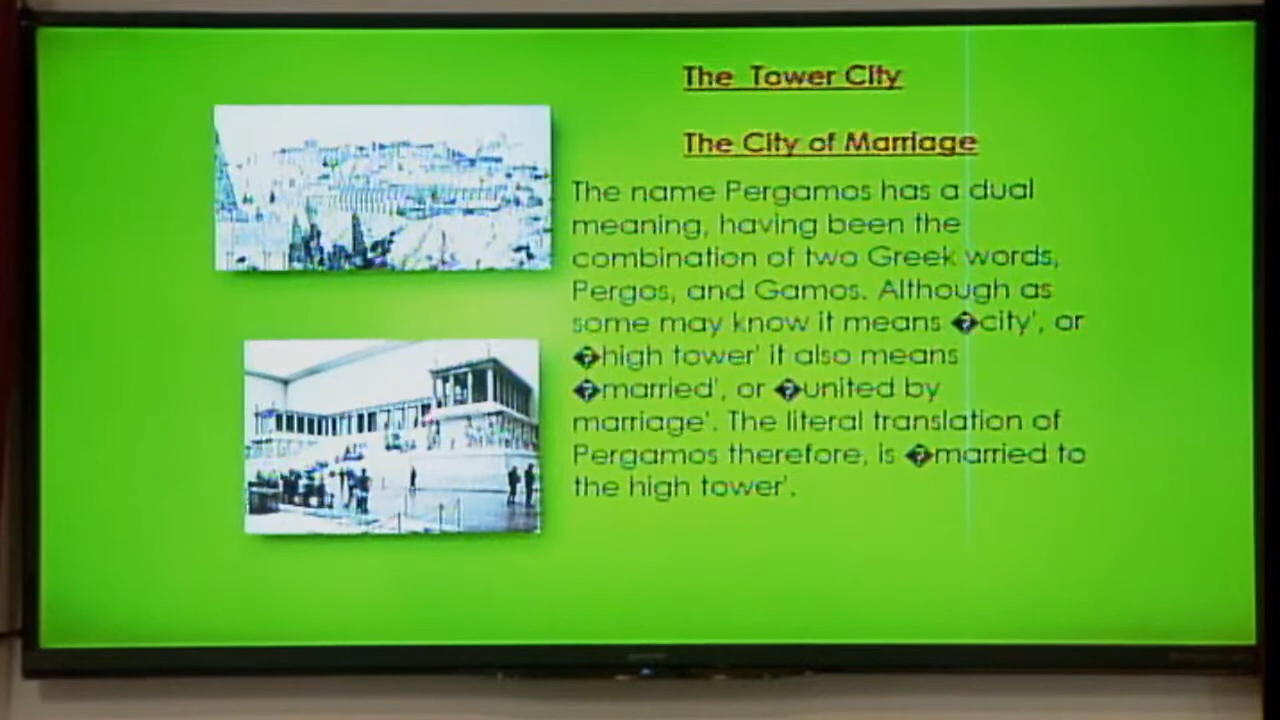 The Tower City
The City of Marriage
The name Pergamos has a dual
meaning, having been the
combination of two Greek words,
Pergos, and Gamos. Although as
some may know it means �city', or
�high tower' it also means
�married', or �united by
marriage'. The literal translation of
Pergamos therefore, is �married to
the high tower'.